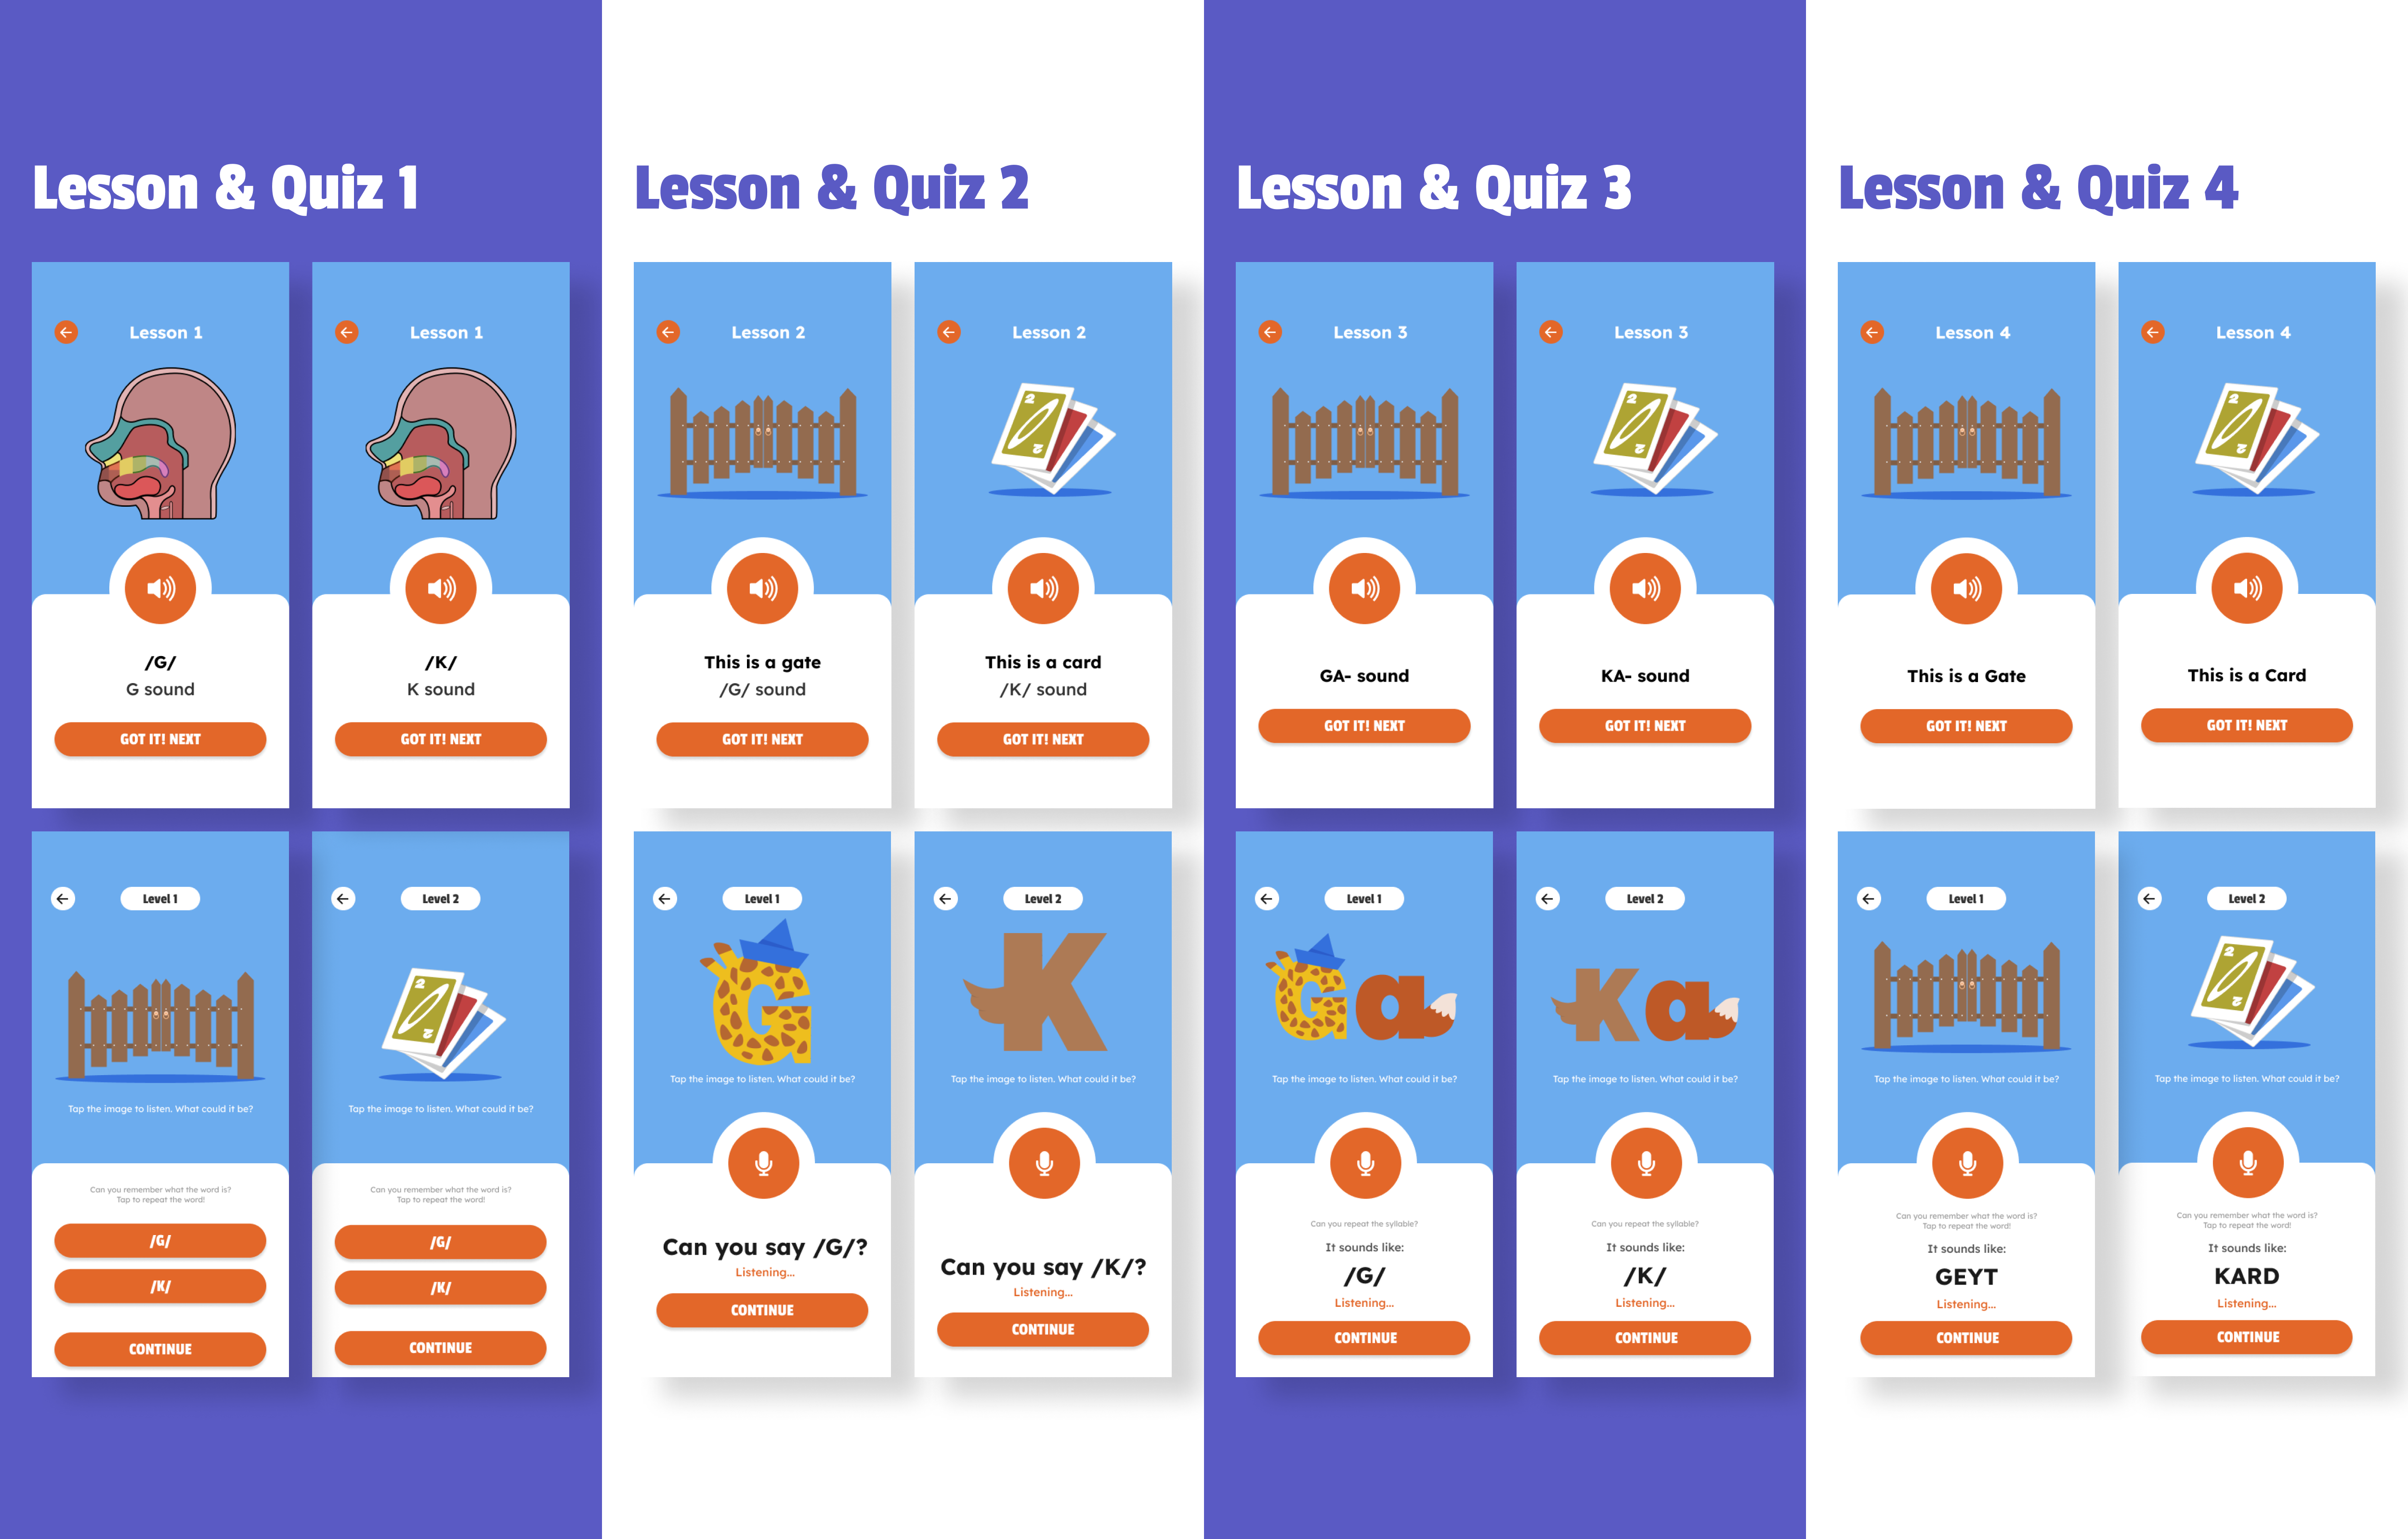 Lesson & Quiz 1
Lesson 1
/G/
G sound
GOT IT! NEXT
Lesson 1
/K/
K sound
GOT IT! NEXT
Level 1
Tap the image to listen. What could it be?
Can you remember what the word is?
Tap to repeat the word!
/G/
/K/
CONTINUE
Level 2
2
2
Tap the image to listen. What could it be?
Can you remember what the word is?
Tap to repeat the word!
/G/
/K/
CONTINUE
Lesson & Quiz 2
Lesson 2
This is a gate
/G/ sound
GOT IT! NEXT
Lesson 2
2
2
This is a card
/K/ sound
GOT IT! NEXT
Level 1
G
Tap the image to listen. What could it be?
Can you say /G/?
Listening...
CONTINUE
Level 2
K
Tap the image to listen. What could it be?
Can you say /K/?
Listening...
CONTINUE
Lesson & Quiz 3
Lesson 3
GA- sound
GOT IT! NEXT
Lesson 3
2
2
KA- sound
GOT IT! NEXT
Level 1
Ga
Tap the image to listen. What could it be?
Can you repeat the syllable?
It sounds like:
/G/
Listening...
CONTINUE
Level 2
Ka
Tap the image to listen. What could it be?
Can you repeat the syllable?
It sounds like:
/K/
Listening...
CONTINUE
Lesson & Quiz 4
Lesson 4
This is a Gate
GOT IT! NEXT
Lesson 4
2
2
This is a Card
GOT IT! NEXT
Level 1
Tap the image to listen. What could it be?
Can you remember what the word is?
Tap to repeat the word!
It sounds like:
GEYT
Listening...
CONTINUE
Level 2
2
2
Tap the image to listen. What could it be?
Can you remember what the word is?
Tap to repeat the word!
It sounds like:
KARD
Listening...
CONTINUE